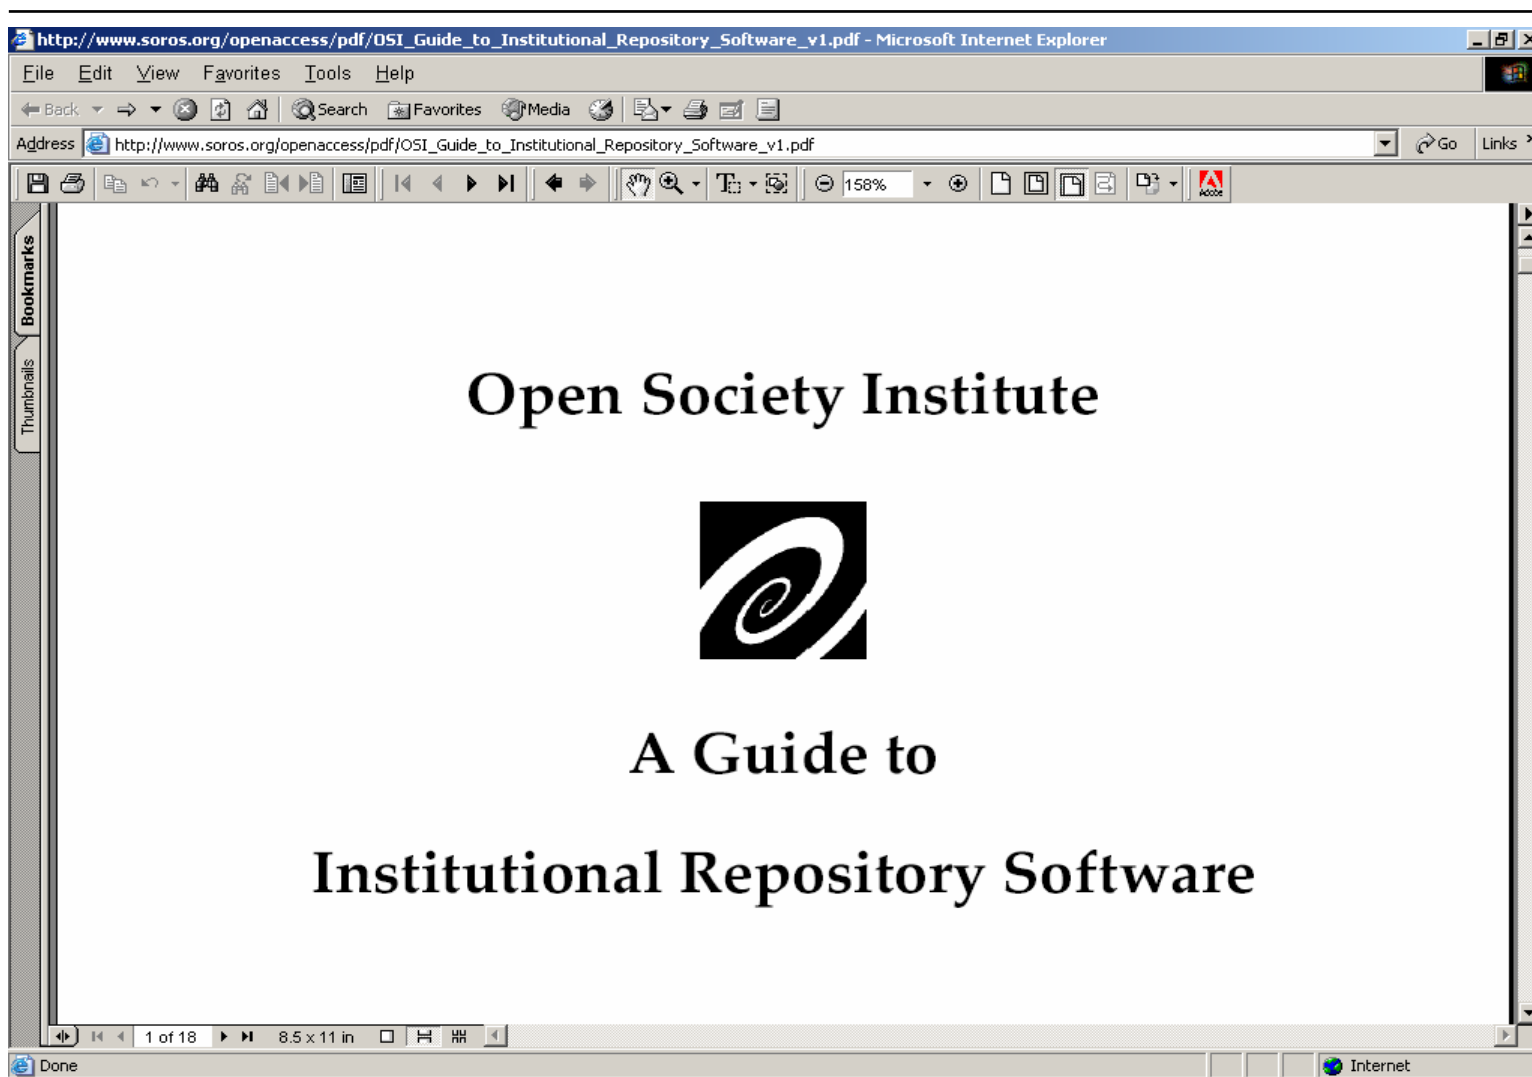 http://www.soros.org/openaccess/pdf/OSI_Guide_to_Institutional_Repository_Software_v1.pdf - Microsoft Internet Explorer
File Edit View Favorites Tools Help
Back Search Favorites Media
Address http://www.soros.org/openaccess/pdf/OSI_Guide_to_Institutional_Repository_Software_v1.pdf Go Links »
158% Adobe
Bookmarks
Thumbnails
Open Society Institute
A Guide to
Institutional Repository Software
1 of 18 8.5 x 11 in
Done Internet